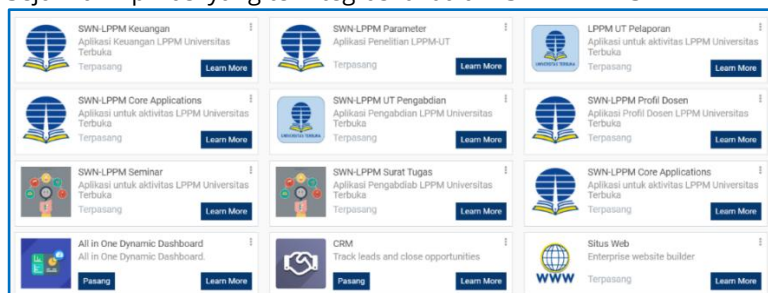 SWN-LPPM Keuangan
Aplikasi Keuangan LPPM Universitas
Terbuka
Terpasang
Learn More
SWN-LPPM Parameter
Aplikasi Penelitian LPPM-UT
Terpasang
Learn More
LPPM UT Pelaporan
Aplikasi untuk aktivitas LPPM Universitas
Terbuka
Terpasang
Learn More
UNIVERSITAS TERBUKA
SWN-LPPM Core Applications
Aplikasi untuk aktivitas LPPM Universitas
Terbuka
Terpasang
Learn More
SWN-LPPM UT Pengabdian
Aplikasi Pengabdian LPPM Universitas
Terbuka
Terpasang
Learn More
UNIVERSITAS TERBUKA
SWN-LPPM Profil Dosen
Aplikasi Profil Dosen LPPM Universitas
Terbuka
Terpasang
Learn More
SWN-LPPM Seminar
Aplikasi untuk aktivitas LPPM Universitas
Terbuka
Terpasang
Learn More
SWN-LPPM Surat Tugas
Aplikasi Pengabdiab LPPM Universitas
Terbuka
Terpasang
Learn More
SWN-LPPM Core Applications
Aplikasi untuk aktivitas LPPM Universitas
Terbuka
Terpasang
Learn More
All in One Dynamic Dashboard
All in One Dynamic Dashboard.
Pasang
Learn More
CRM
Track leads and close opportunities
Pasang
Learn More
WWW
Situs Web
Enterprise website builder
Terpasang
Learn More